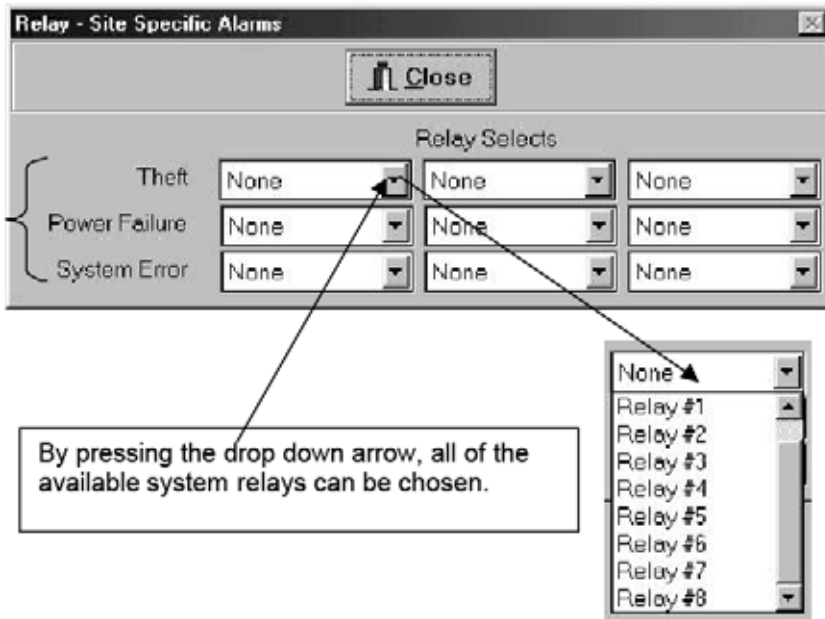 Relay - Site Specific Alarms
Close
Relay Selects
Theft None None None
Power Failure None None None
System Error None None None
None
Relay #1
Relay #2
Relay #3
Relay #4
Relay #5
Relay #6
Relay #7
Relay #8
By pressing the drop down arrow, all of the
available system relays can be chosen.